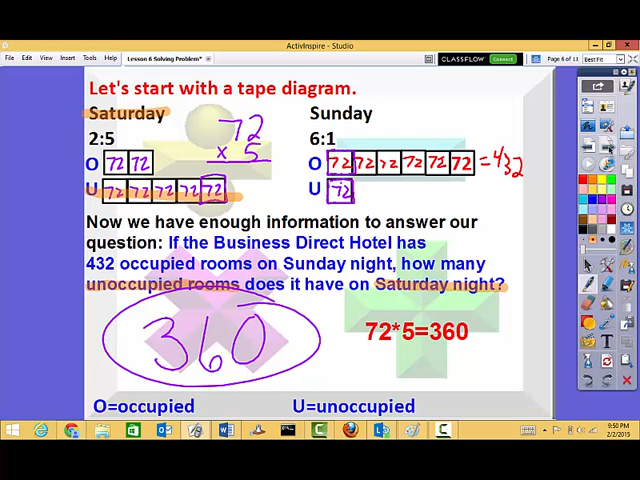 ActivInspire - Studio
File Edit View Insert Tools Help
Lesson 6 Solving Problem*
CLASSFLOW Connect
Page 6 of 11
Best Fit
Let's start with a tape diagram.
Saturday
2:5
O 72 72
U 72 72 72 72 72
72
x 5
Sunday
6:1
O 72 72 72 72 72 72 = 432
U 72
Now we have enough information to answer our
question: If the Business Direct Hotel has
432 occupied rooms on Sunday night, how many
unoccupied rooms does it have on Saturday night?
360
72*5=360
O=occupied
U=unoccupied
9:50 PM
2/2/2015